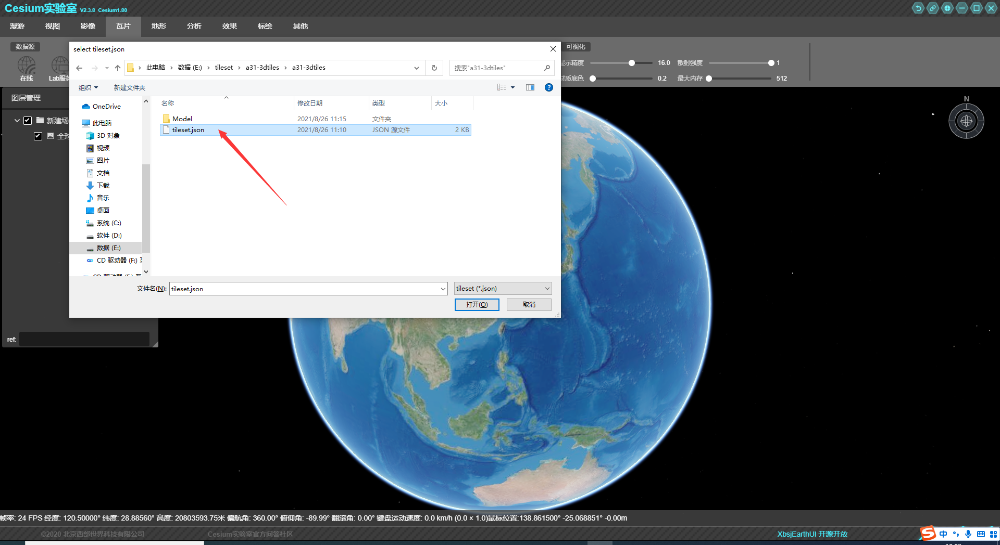 Cesium实验室 V2.3.8 Cesium1.80
漫游 视图 影像 瓦片 地形 分析 效果 标绘 其他
数据源
在线 Lab服务
可视化
显示精度 16.0 散射强度 1
材质底色 0.2 最大内存 512
图层管理
新建场
全球
ref:
select tileset.json
此电脑 › 数据 (E:) › tileset › a31-3dtiles › a31-3dtiles
搜索"a31-3dtiles"
组织 新建文件夹
OneDrive
此电脑
3D 对象
视频
图片
文档
下载
音乐
桌面
系统 (C:)
软件 (D:)
数据 (E:)
CD 驱动器 (F:)
名称 修改日期 类型 大小
Model 2021/8/26 11:15 文件夹
tileset.json 2021/8/26 11:10 JSON 源文件 2 KB
文件名(N): tileset.json tileset (*.json)
打开(O) 取消
N
帧率: 24 FPS 经度: 120.50000° 纬度: 28.88560° 高度: 20803593.75米 偏航角: 360.00° 俯仰角: -89.99° 翻滚角: 0.00° 键盘运动速度: 0.0 km/h (0.0 × 1.0)鼠标位置:138.861500° -25.068851° -0.00m
©2020 北京西部世界科技有限公司 Cesium实验室官方问答社区 XbsjEarthUI 开源开放
S 中